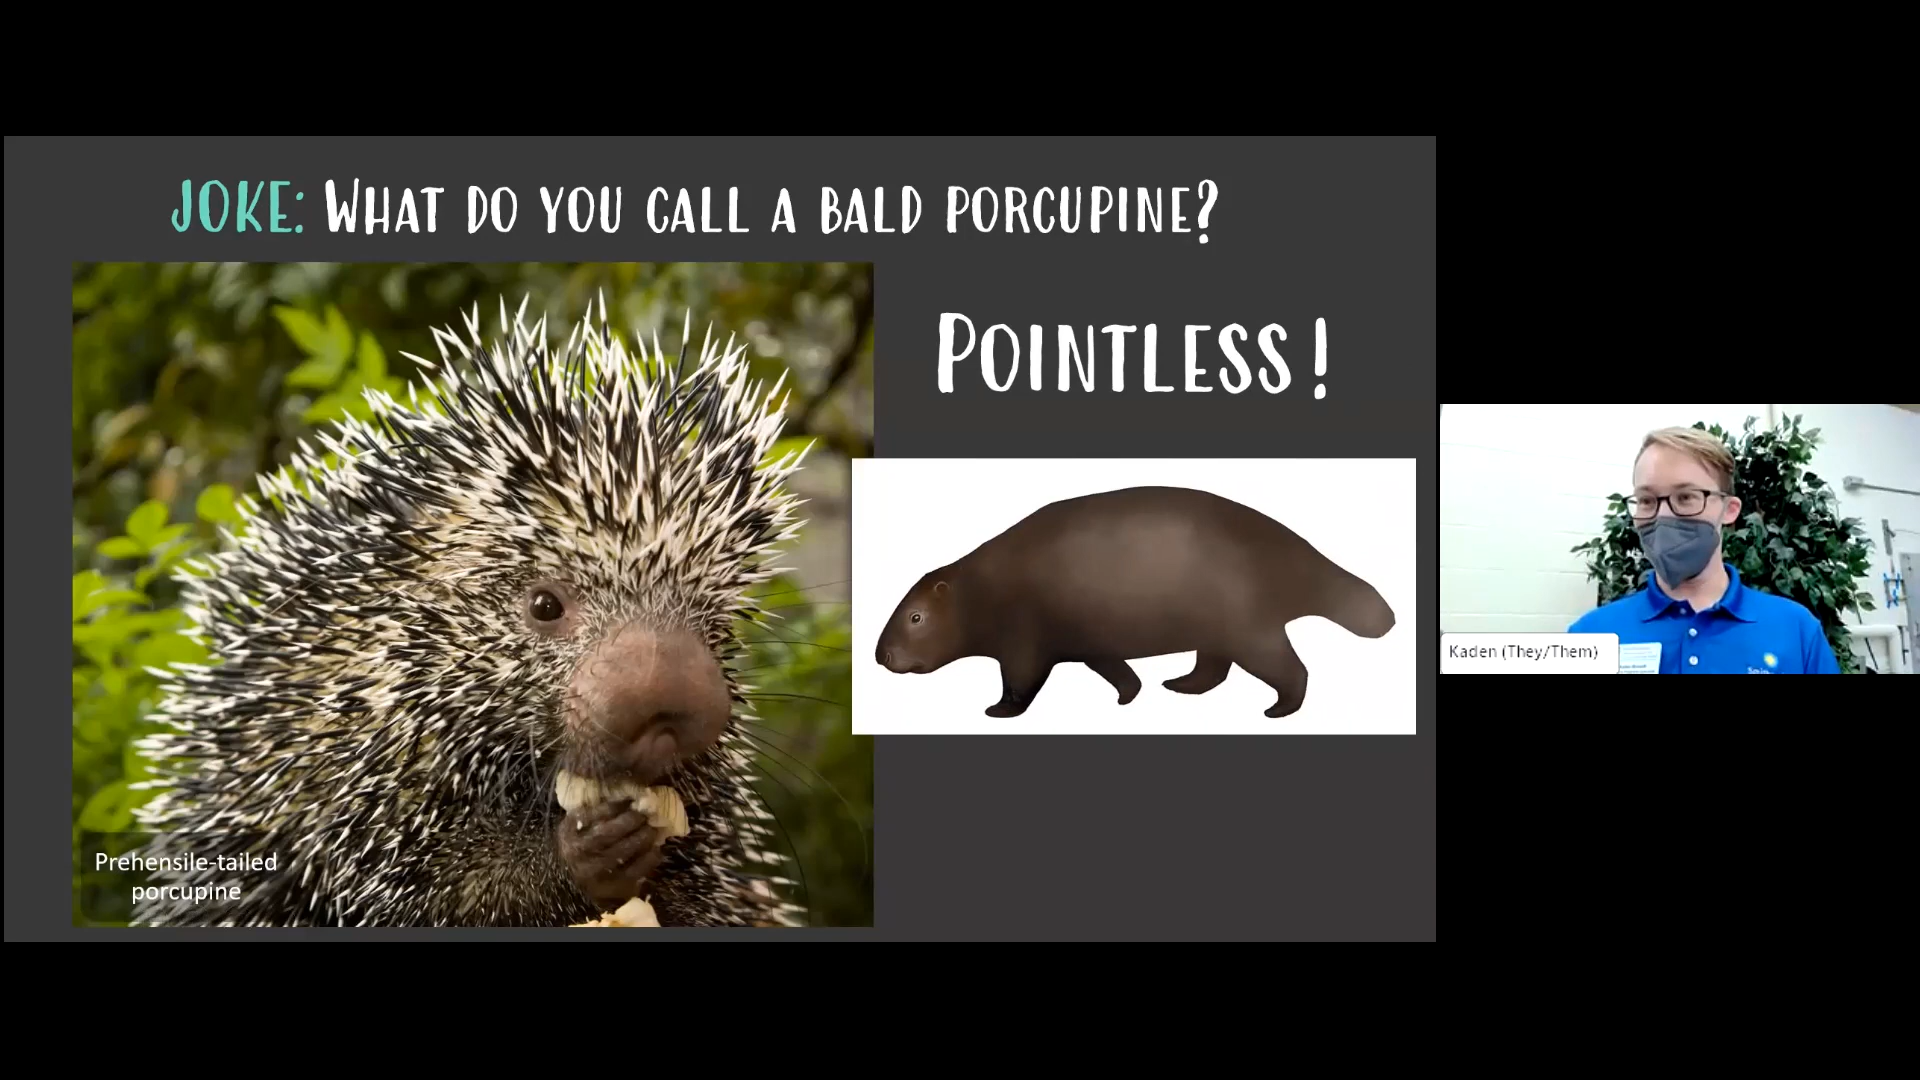 JOKE: WHAT DO YOU CALL A BALD PORCUPINE?
POINTLESS!
Prehensile-tailed
porcupine
Kaden (They/Them)